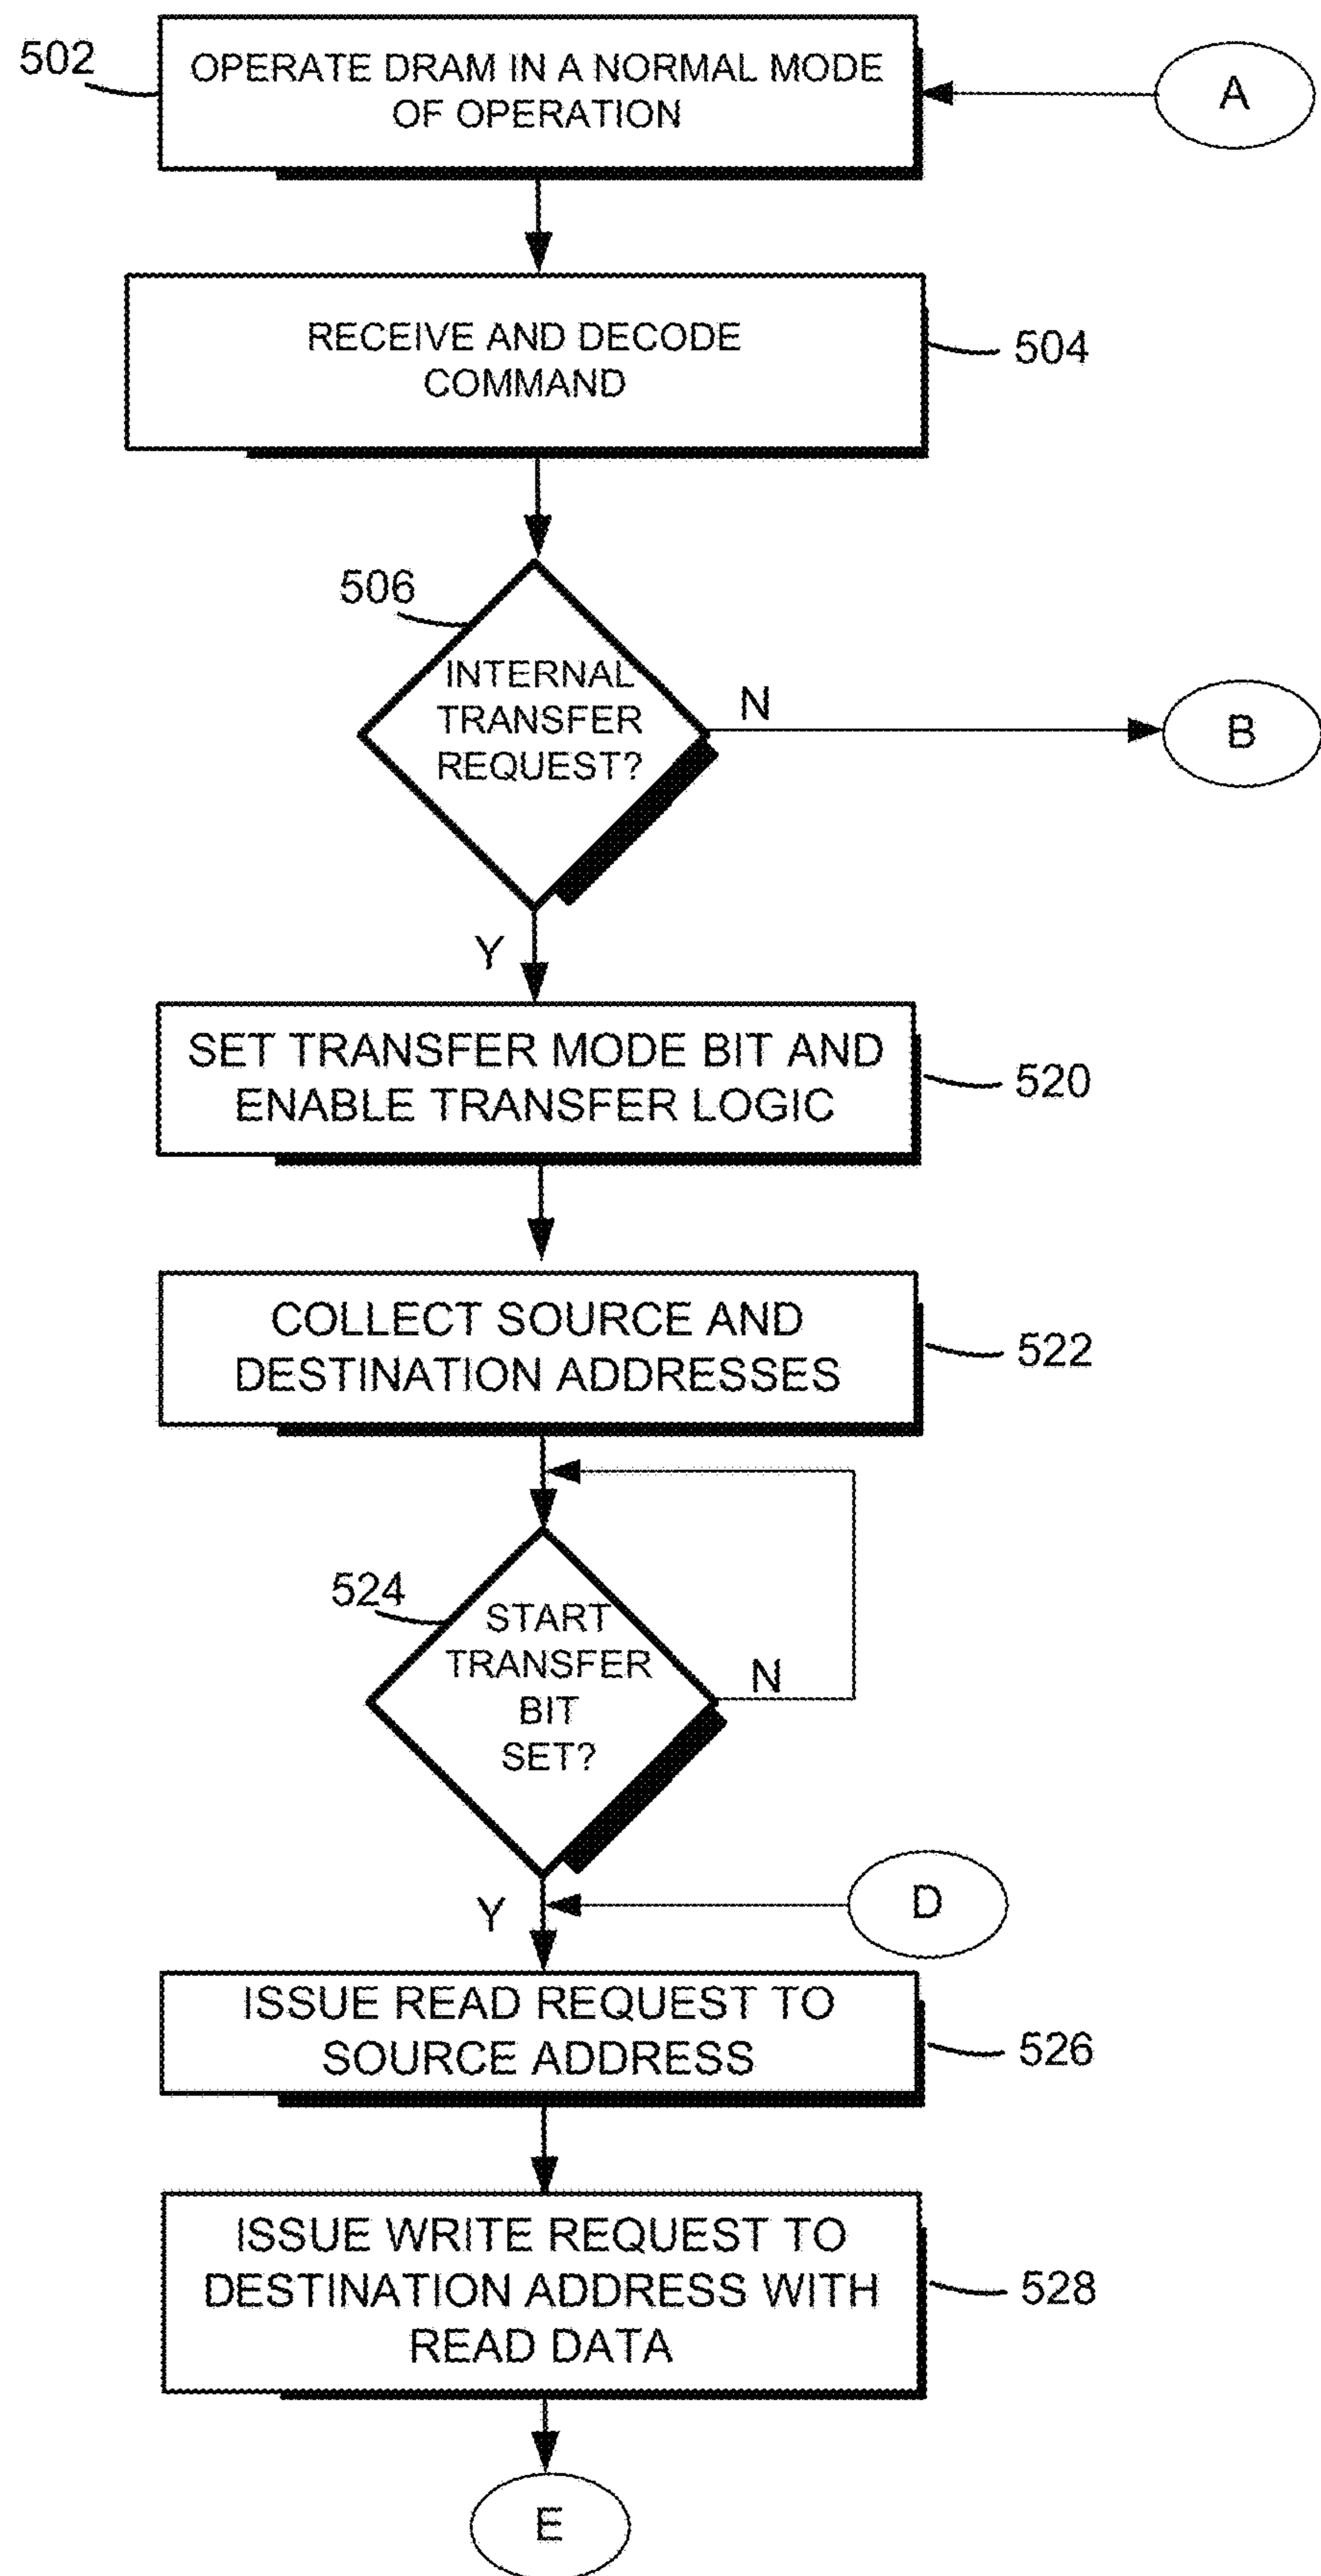 502
OPERATE DRAM IN A NORMAL MODE
OF OPERATION
A
RECEIVE AND DECODE
COMMAND
504
506
INTERNAL
TRANSFER
REQUEST?
N
B
Y
SET TRANSFER MODE BIT AND
ENABLE TRANSFER LOGIC
520
COLLECT SOURCE AND
DESTINATION ADDRESSES
522
524
START
TRANSFER
BIT
SET?
N
Y
D
ISSUE READ REQUEST TO
SOURCE ADDRESS
526
ISSUE WRITE REQUEST TO
DESTINATION ADDRESS WITH
READ DATA
528
E